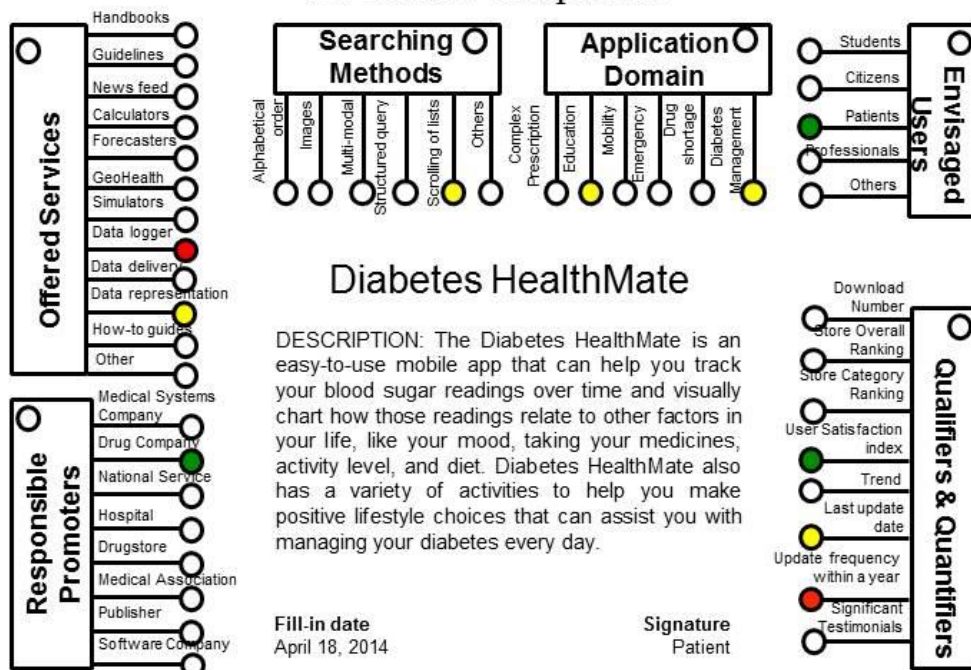 Handbooks
Guidelines
News feed
Calculators
Forecasters
GeoHealth
Simulators
Data logger
Data delivery
Data representation
How-to guides
Other
Offered Services
Searching
Methods
Alphabetical
order
Images
Multi-modal
Structured query
Scrolling of lists
Others
Application
Domain
Complex
Prescription
Education
Mobility
Emergency
Drug
shortage
Diabetes
Management
Students
Citizens
Patients
Professionals
Others
Envisaged
Users
Diabetes HealthMate
DESCRIPTION: The Diabetes HealthMate is an
easy-to-use mobile app that can help you track
your blood sugar readings over time and visually
chart how those readings relate to other factors in
your life, like your mood, taking your medicines,
activity level, and diet. Diabetes HealthMate also
has a variety of activities to help you make
positive lifestyle choices that can assist you with
managing your diabetes every day.
Medical Systems
Company
Drug Company
National Service
Hospital
Drugstore
Medical Association
Publisher
Software Company
Responsible
Promoters
Download
Number
Store Overall
Ranking
Store Category
Ranking
User Satisfaction
index
Trend
Last update
date
Update frequency
within a year
Significant
Testimonials
Qualifiers & Quantifiers
Fill-in date
April 18, 2014
Signature
Patient